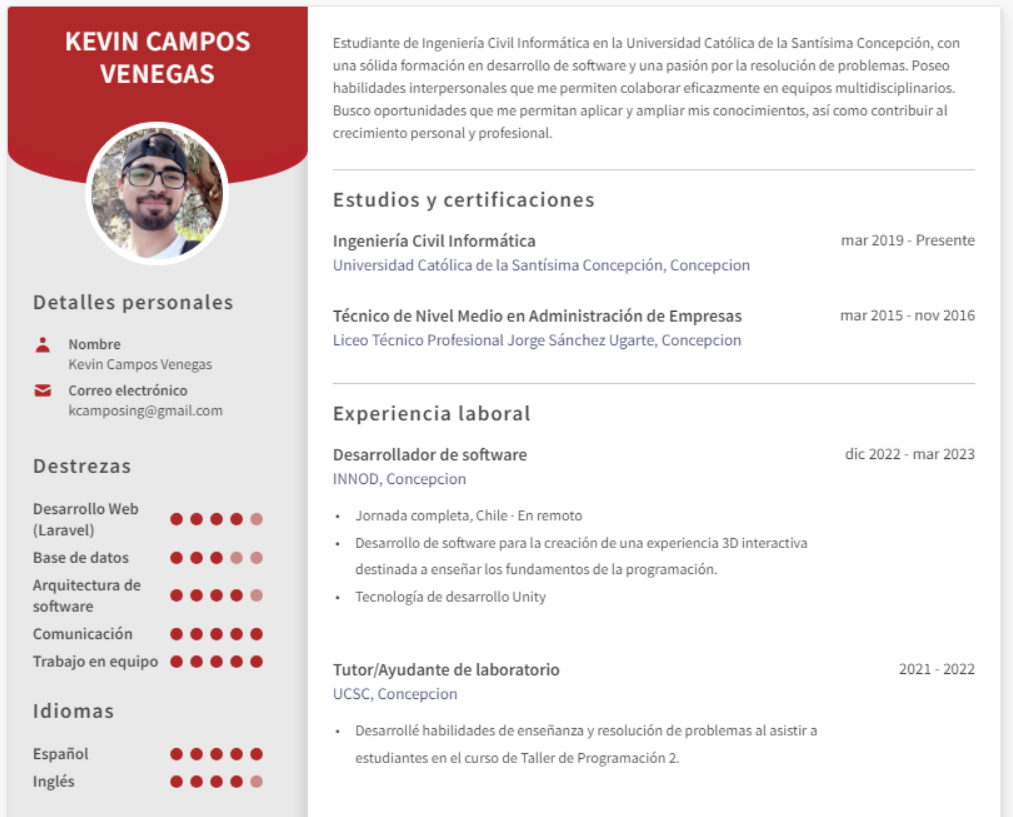 KEVIN CAMPOS
VENEGAS
Detalles personales
Nombre
Kevin Campos Venegas
Correo electrónico
kcamposing@gmail.com
Destrezas
Desarrollo Web
(Laravel)
Base de datos
Arquitectura de
software
Comunicación
Trabajo en equipo
Idiomas
Español
Inglés
Estudiante de Ingeniería Civil Informática en la Universidad Católica de la Santísima Concepción, con
una sólida formación en desarrollo de software y una pasión por la resolución de problemas. Poseo
habilidades interpersonales que me permiten colaborar eficazmente en equipos multidisciplinarios.
Busco oportunidades que me permitan aplicar y ampliar mis conocimientos, así como contribuir al
crecimiento personal y profesional.
Estudios y certificaciones
Ingeniería Civil Informática mar 2019 - Presente
Universidad Católica de la Santísima Concepción, Concepcion
Técnico de Nivel Medio en Administración de Empresas mar 2015 - nov 2016
Liceo Técnico Profesional Jorge Sánchez Ugarte, Concepcion
Experiencia laboral
Desarrollador de software dic 2022 - mar 2023
INNOD, Concepcion
• Jornada completa, Chile · En remoto
• Desarrollo de software para la creación de una experiencia 3D interactiva
destinada a enseñar los fundamentos de la programación.
• Tecnología de desarrollo Unity
Tutor/Ayudante de laboratorio 2021 - 2022
UCSC, Concepcion
• Desarrollé habilidades de enseñanza y resolución de problemas al asistir a
estudiantes en el curso de Taller de Programación 2.